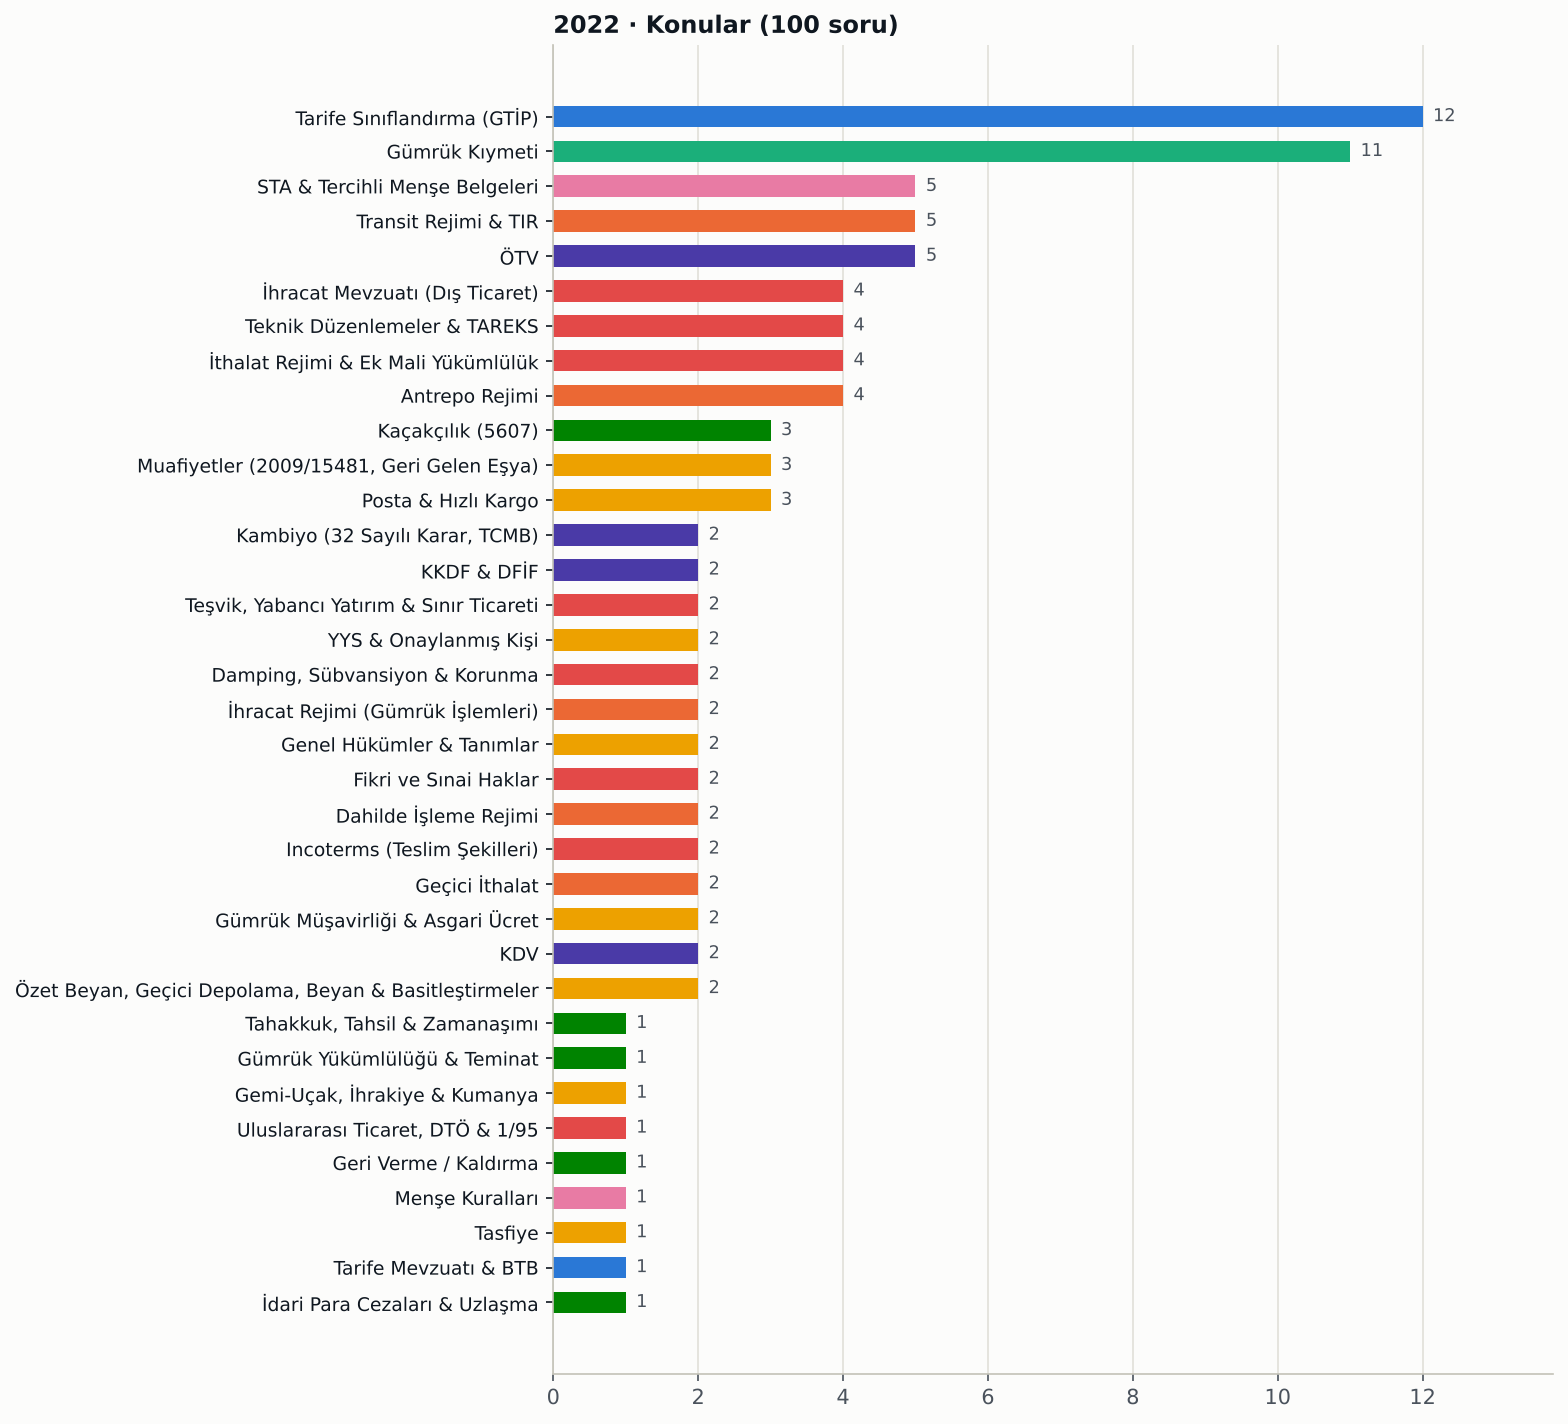 2022 · Konular (100 soru)
Tarife Sınıflandırma (GTİP) 12
Gümrük Kıymeti 11
STA & Tercihli Menşe Belgeleri 5
Transit Rejimi & TIR 5
ÖTV 5
İhracat Mevzuatı (Dış Ticaret) 4
Teknik Düzenlemeler & TAREKS 4
İthalat Rejimi & Ek Mali Yükümlülük 4
Antrepo Rejimi 4
Kaçakçılık (5607) 3
Muafiyetler (2009/15481, Geri Gelen Eşya) 3
Posta & Hızlı Kargo 3
Kambiyo (32 Sayılı Karar, TCMB) 2
KKDF & DFİF 2
Teşvik, Yabancı Yatırım & Sınır Ticareti 2
YYS & Onaylanmış Kişi 2
Damping, Sübvansiyon & Korunma 2
İhracat Rejimi (Gümrük İşlemleri) 2
Genel Hükümler & Tanımlar 2
Fikri ve Sınai Haklar 2
Dahilde İşleme Rejimi 2
Incoterms (Teslim Şekilleri) 2
Geçici İthalat 2
Gümrük Müşavirliği & Asgari Ücret 2
KDV 2
Özet Beyan, Geçici Depolama, Beyan & Basitleştirmeler 2
Tahakkuk, Tahsil & Zamanaşımı 1
Gümrük Yükümlülüğü & Teminat 1
Gemi-Uçak, İhrakiye & Kumanya 1
Uluslararası Ticaret, DTÖ & 1/95 1
Geri Verme / Kaldırma 1
Menşe Kuralları 1
Tasfiye 1
Tarife Mevzuatı & BTB 1
İdari Para Cezaları & Uzlaşma 1
0 2 4 6 8 10 12